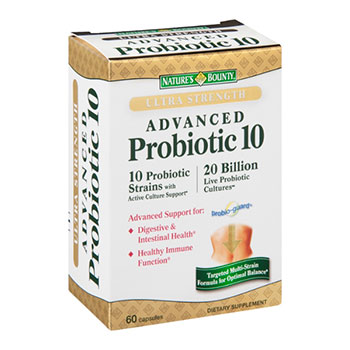 NATURE'S BOUNTY
ULTRA STRENGTH
ADVANCED
Probiotic 10
10 Probiotic
Strains with
Active Culture Support*
20 Billion
Live Probiotic
Cultures**
Advanced Support for:
• Digestive &
Intestinal Health*
• Healthy Immune
Function*
Targeted Multi-Strain
Formula for Optimal Balance*
60 capsules
DIETARY SUPPLEMENT
ULTRA STRENGTH
ADVANCED
Probiotic 10